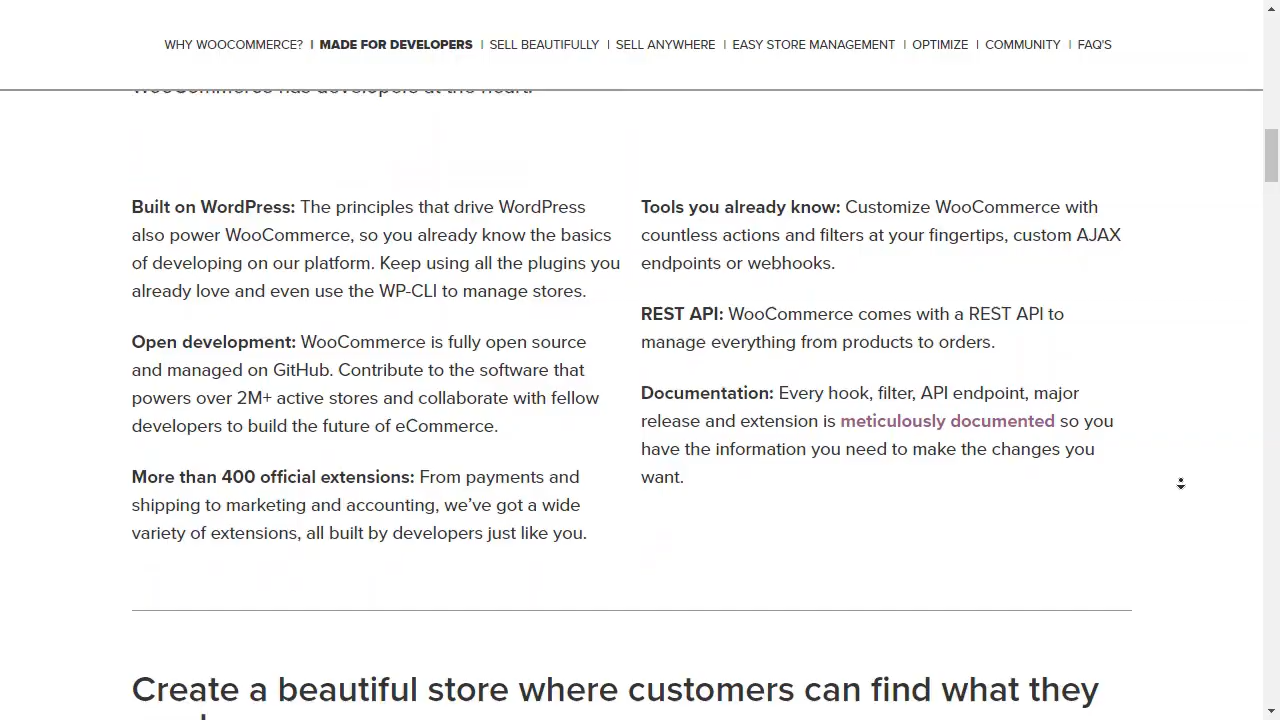 WHY WOOCOMMERCE? | MADE FOR DEVELOPERS | SELL BEAUTIFULLY | SELL ANYWHERE | EASY STORE MANAGEMENT | OPTIMIZE | COMMUNITY | FAQ'S
WooCommerce has developers at the heart.
Built on WordPress: The principles that drive WordPress
also power WooCommerce, so you already know the basics
of developing on our platform. Keep using all the plugins you
already love and even use the WP-CLI to manage stores.
Open development: WooCommerce is fully open source
and managed on GitHub. Contribute to the software that
powers over 2M+ active stores and collaborate with fellow
developers to build the future of eCommerce.
More than 400 official extensions: From payments and
shipping to marketing and accounting, we’ve got a wide
variety of extensions, all built by developers just like you.
Tools you already know: Customize WooCommerce with
countless actions and filters at your fingertips, custom AJAX
endpoints or webhooks.
REST API: WooCommerce comes with a REST API to
manage everything from products to orders.
Documentation: Every hook, filter, API endpoint, major
release and extension is meticulously documented so you
have the information you need to make the changes you
want.
Create a beautiful store where customers can find what they